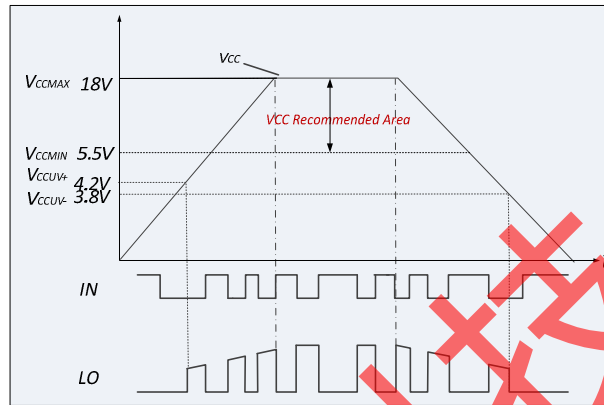 VCC
VCCMAX 18V
VCC Recommended Area
VCCMIN 5.5V
VCCUV+ 4.2V
VCCUV- 3.8V
IN
LO